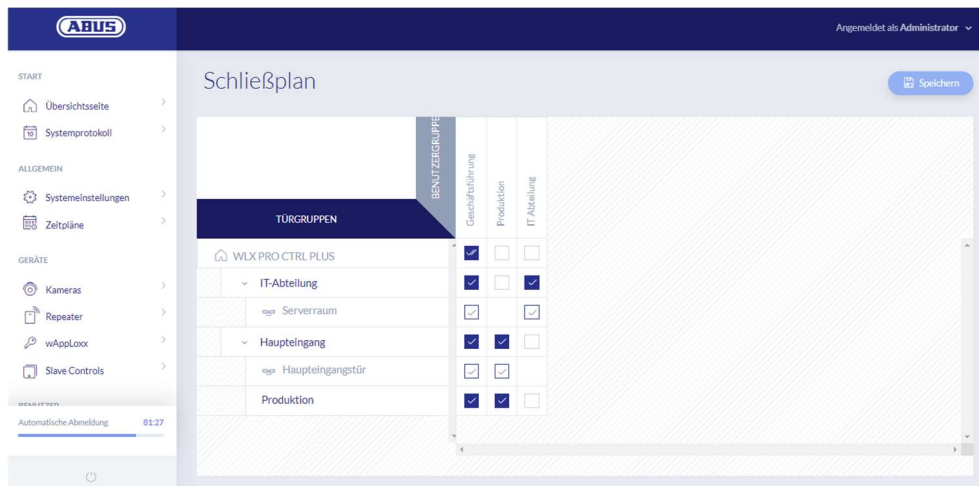 ABUS
Angemeldet als Administrator
START
Übersichtsseite
10 Systemprotokoll
ALLGEMEIN
Systemeinstellungen
Zeitpläne
GERÄTE
Kameras
Repeater
wAppLoxx
Slave Controls
BENUTZER
Automatische Abmeldung 81:27
Schließplan
Speichern
BENUTZERGRUPPE
Geschäftsführung
Produktion
IT Abteilung
TÜRGRUPPEN
WLX PRO CTRL PLUS
IT-Abteilung
Serverraum
Haupteingang
Haupteingangstür
Produktion